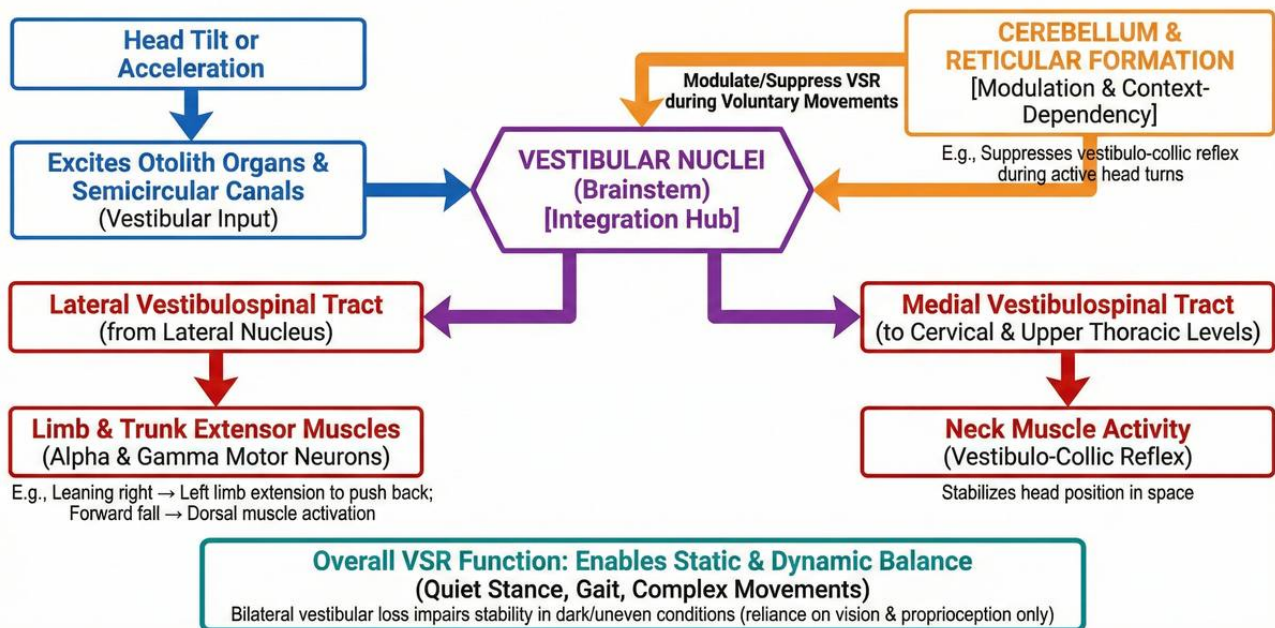 Head Tilt or
Acceleration
Excites Otolith Organs &
Semicircular Canals
(Vestibular Input)
Modulate/Suppress VSR
during Voluntary Movements
CEREBELLUM &
RETICULAR FORMATION
[Modulation & Context-
Dependency]
E.g., Suppresses vestibulo-collic reflex
during active head turns
VESTIBULAR NUCLEI
(Brainstem)
[Integration Hub]
Lateral Vestibulospinal Tract
(from Lateral Nucleus)
Limb & Trunk Extensor Muscles
(Alpha & Gamma Motor Neurons)
E.g., Leaning right → Left limb extension to push back;
Forward fall → Dorsal muscle activation
Medial Vestibulospinal Tract
(to Cervical & Upper Thoracic Levels)
Neck Muscle Activity
(Vestibulo-Collic Reflex)
Stabilizes head position in space
Overall VSR Function: Enables Static & Dynamic Balance
(Quiet Stance, Gait, Complex Movements)
Bilateral vestibular loss impairs stability in dark/uneven conditions (reliance on vision & proprioception only)